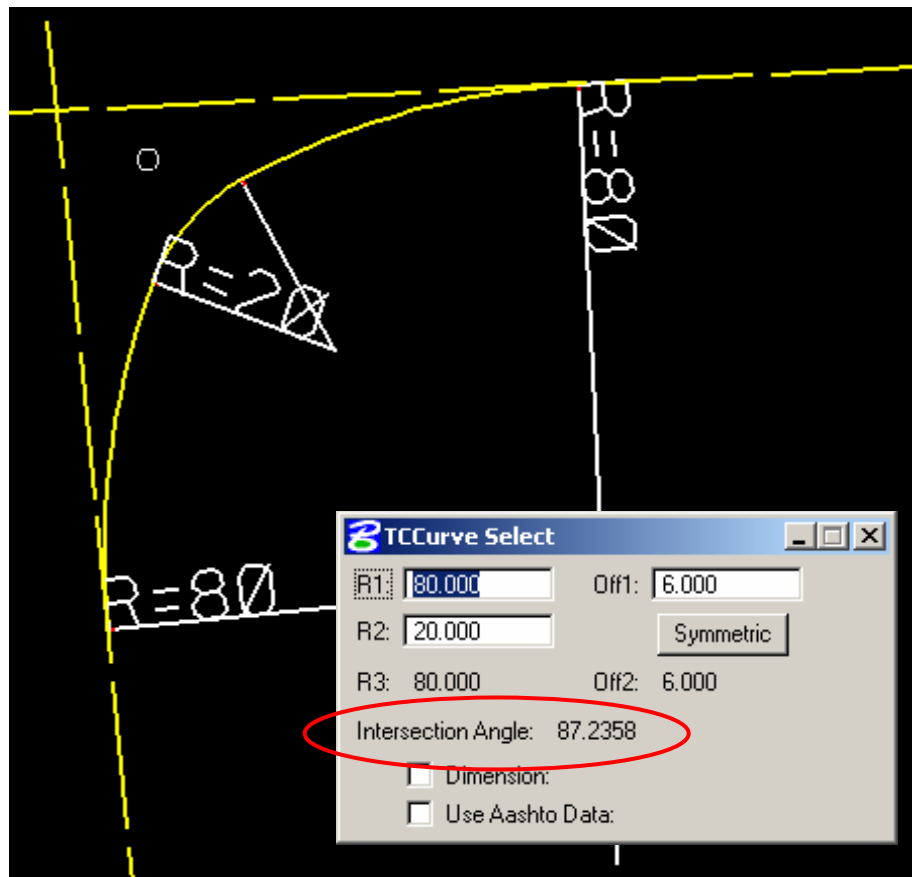 R=80
R=20
R=80
TCCurve Select
R1: 80.000 Off1: 6.000
R2: 20.000 Symmetric
R3: 80.000 Off2: 6.000
Intersection Angle: 87.2358
Dimension:
Use Aashto Data: